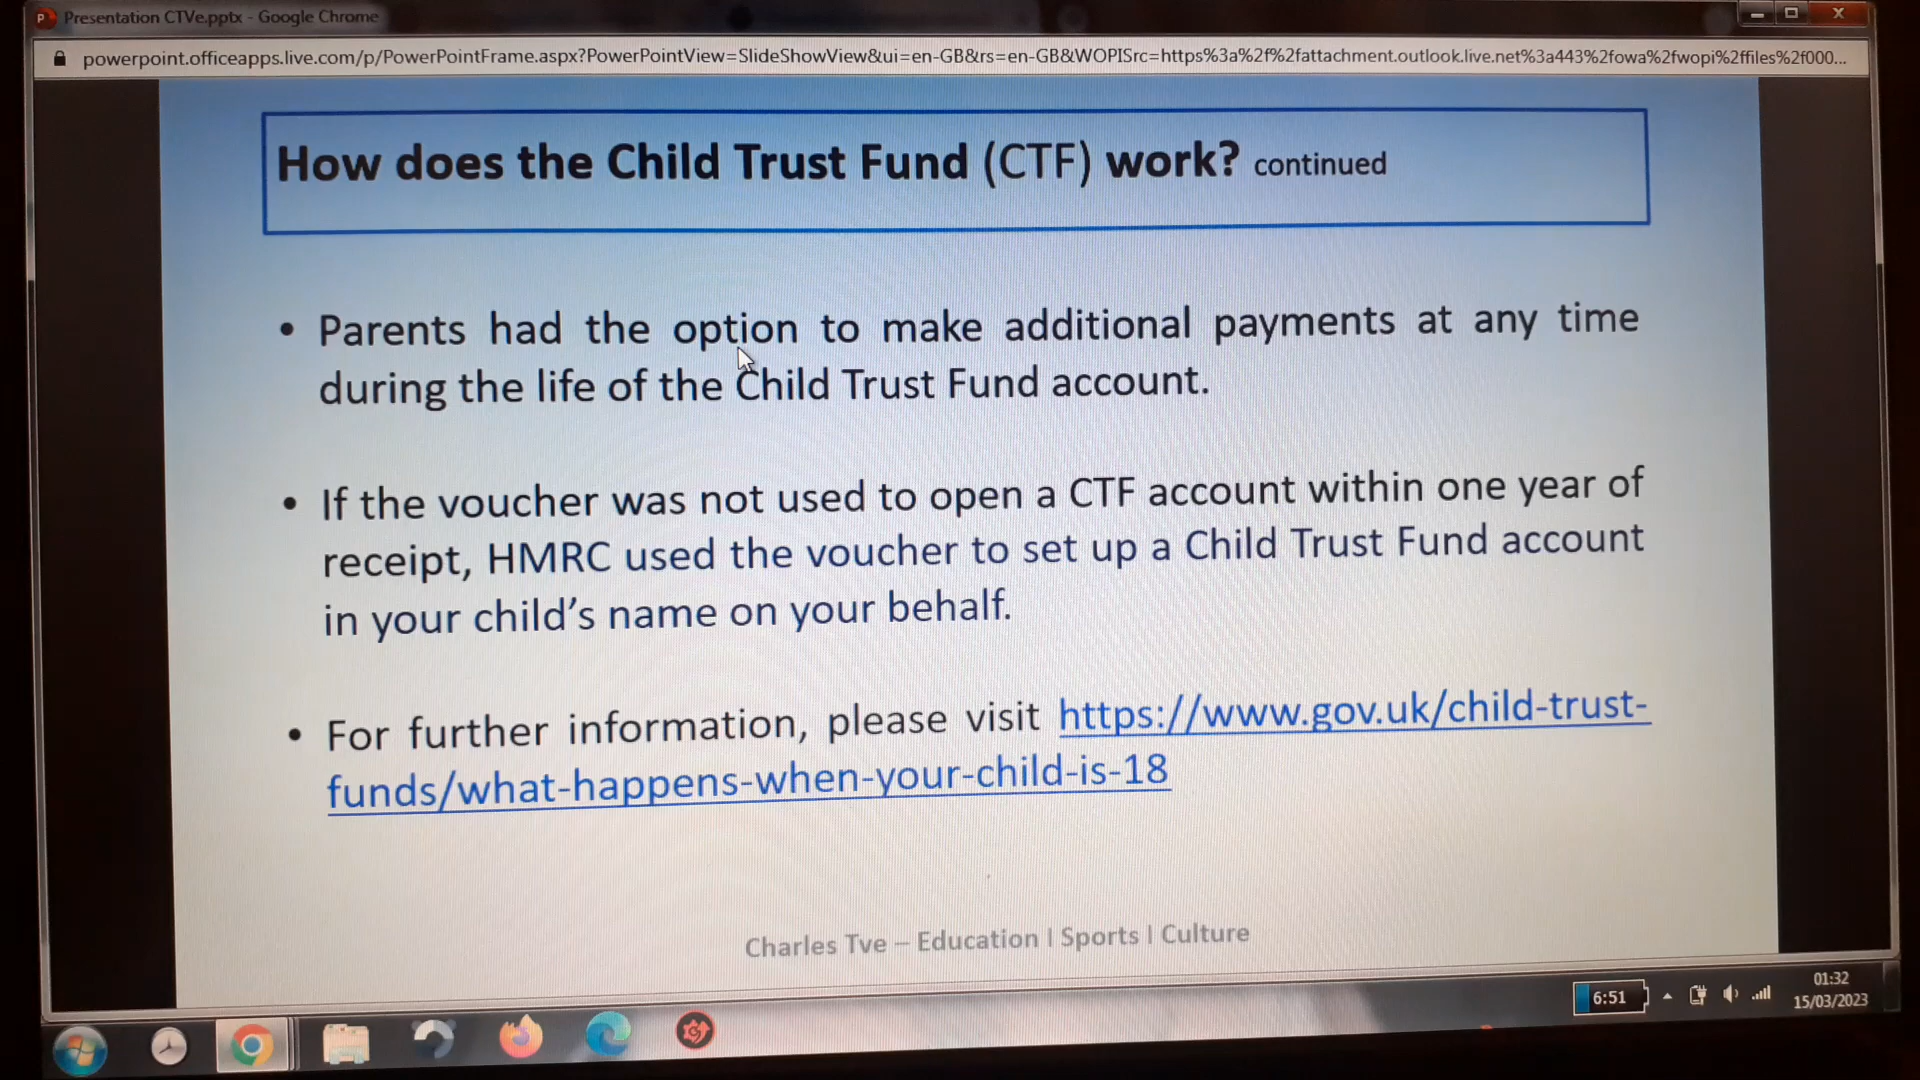 Presentation CTVe.pptx - Google Chrome
powerpoint.officeapps.live.com/p/PowerPointFrame.aspx?PowerPointView=SlideShowView&ui=en-GB&rs=en-GB&WOPISrc=https%3a%2f%2fattachment.outlook.live.net%3a443%2fowa%2fwopi%2ffiles%2f000...
How does the Child Trust Fund (CTF) work? continued
• Parents had the option to make additional payments at any time
during the life of the Child Trust Fund account.
• If the voucher was not used to open a CTF account within one year of
receipt, HMRC used the voucher to set up a Child Trust Fund account
in your child’s name on your behalf.
• For further information, please visit https://www.gov.uk/child-trust-
funds/what-happens-when-your-child-is-18
Charles Tve – Education | Sports | Culture
6:51
01:32
15/03/2023